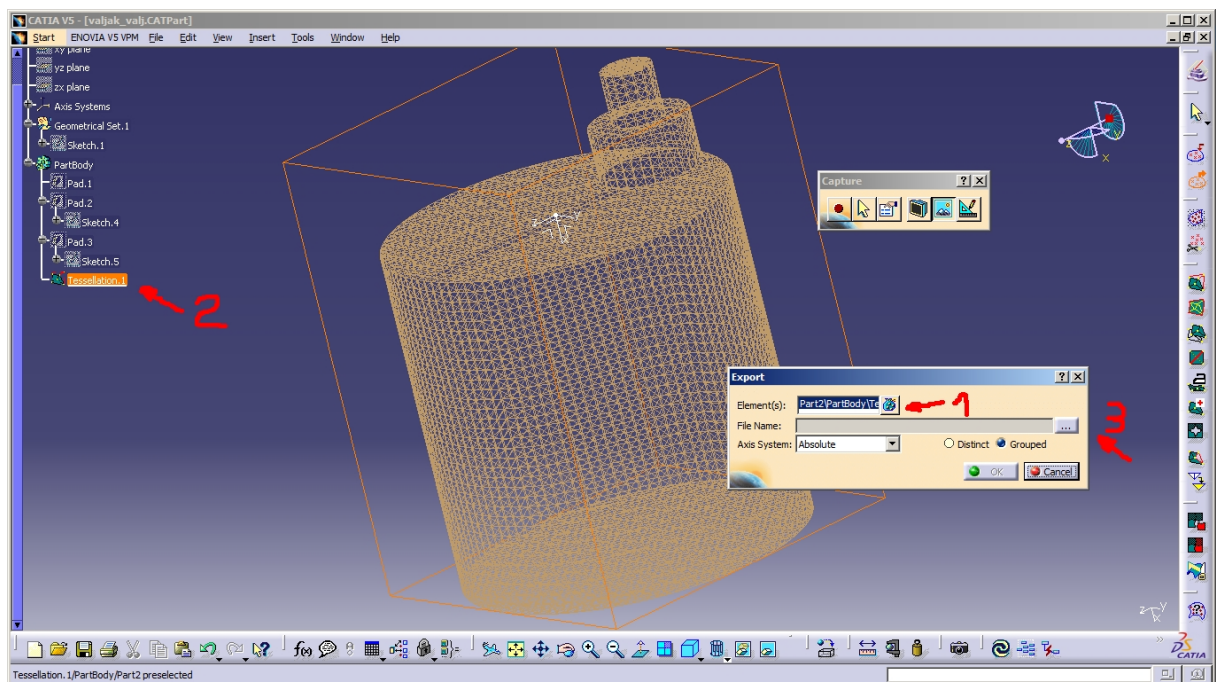 CATIA V5 - [valjak_valj.CATPart]
Start ENOVIA V5 VPM File Edit View Insert Tools Window Help
xy plane
yz plane
zx plane
Axis Systems
Geometrical Set.1
Sketch.1
PartBody
Pad.1
Pad.2
Sketch.4
Pad.3
Sketch.5
Tessellation.1
2
Capture
Export
Element(s): Part2\PartBody\Te
1
File Name:
...
3
Axis System: Absolute
Distinct
Grouped
OK
Cancel
z
y
x
f(x)
CATIA
Tessellation.1/PartBody/Part2 preselected